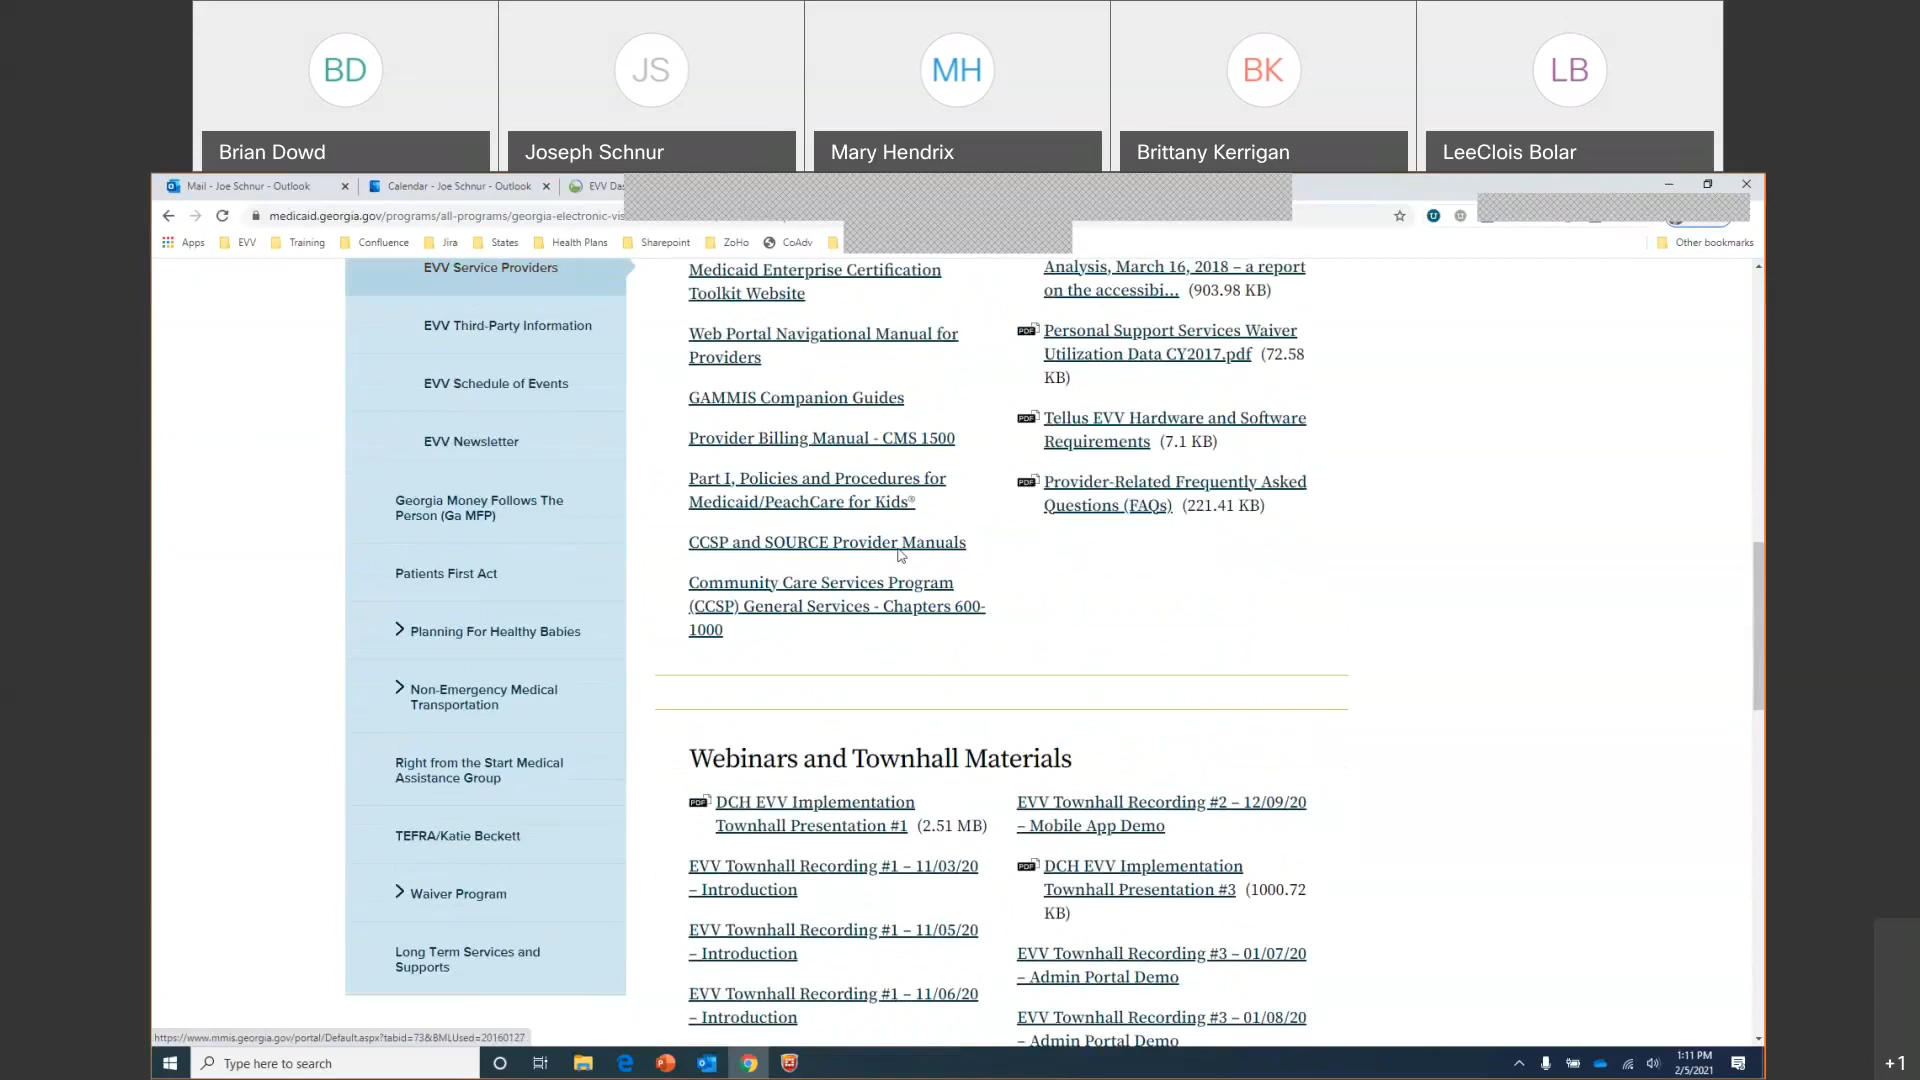 BD
JS
MH
BK
LB
Brian Dowd
Joseph Schnur
Mary Hendrix
Brittany Kerrigan
LeeClois Bolar
Mail - Joe Schnur - Outlook
Calendar - Joe Schnur - Outlook
EVV Das
medicaid.georgia.gov/programs/all-programs/georgia-electronic-vis
Apps
EVV
Training
Confluence
Jira
States
Health Plans
Sharepoint
ZoHo
CoAdv
Other bookmarks
EVV Service Providers
EVV Third-Party Information
EVV Schedule of Events
EVV Newsletter
Georgia Money Follows The
Person (Ga MFP)
Patients First Act
Planning For Healthy Babies
Non-Emergency Medical
Transportation
Right from the Start Medical
Assistance Group
TEFRA/Katie Beckett
Waiver Program
Long Term Services and
Supports
Medicaid Enterprise Certification
Toolkit Website
Web Portal Navigational Manual for
Providers
GAMMIS Companion Guides
Provider Billing Manual - CMS 1500
Part I, Policies and Procedures for
Medicaid/PeachCare for Kids®
CCSP and SOURCE Provider Manuals
Community Care Services Program
(CCSP) General Services - Chapters 600-
1000
Analysis, March 16, 2018 – a report
on the accessibi... (903.98 KB)
PDF Personal Support Services Waiver
Utilization Data CY2017.pdf (72.58
KB)
PDF Tellus EVV Hardware and Software
Requirements (7.1 KB)
PDF Provider-Related Frequently Asked
Questions (FAQs) (221.41 KB)
Webinars and Townhall Materials
PDF DCH EVV Implementation
Townhall Presentation #1 (2.51 MB)
EVV Townhall Recording #1 – 11/03/20
– Introduction
EVV Townhall Recording #1 – 11/05/20
– Introduction
EVV Townhall Recording #1 – 11/06/20
– Introduction
EVV Townhall Recording #2 – 12/09/20
– Mobile App Demo
PDF DCH EVV Implementation
Townhall Presentation #3 (1000.72
KB)
EVV Townhall Recording #3 – 01/07/20
– Admin Portal Demo
EVV Townhall Recording #3 – 01/08/20
– Admin Portal Demo
https://www.mmis.georgia.gov/portal/Default.aspx?tabid=73&BMLUsed=20160127
Type here to search
1:11 PM
2/5/2021
+1